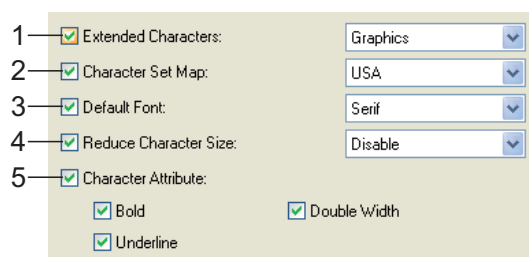 1 Extended Characters: Graphics
2 Character Set Map: USA
3 Default Font: Serif
4 Reduce Character Size: Disable
5 Character Attribute:
Bold Double Width
Underline